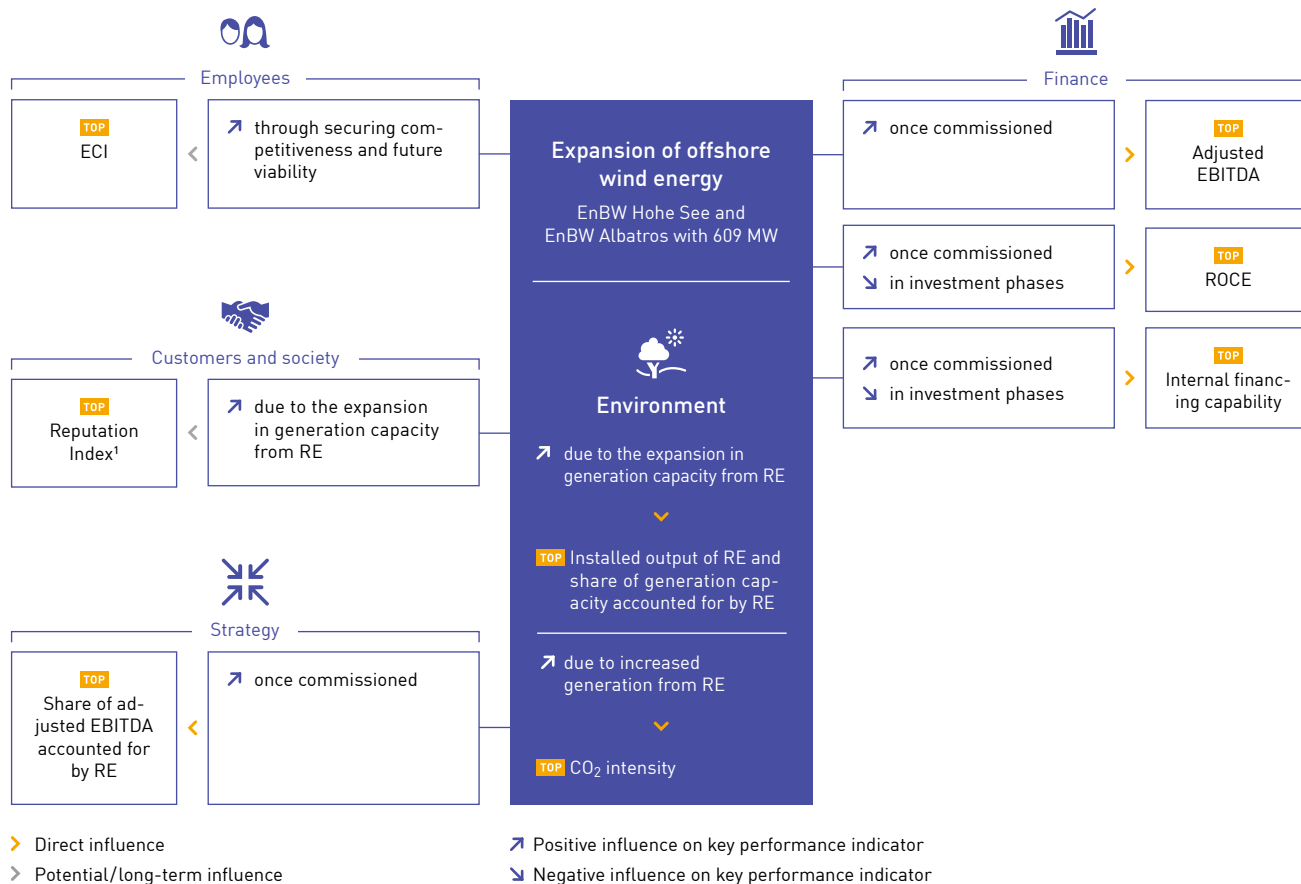 Employees
TOP
ECI
through securing com-
petitiveness and future
viability
Customers and society
TOP
Reputation
Index¹
due to the expansion
in generation capacity
from RE
Strategy
TOP
Share of ad-
justed EBITDA
accounted for
by RE
once commissioned
Expansion of offshore
wind energy
EnBW Hohe See and
EnBW Albatros with 609 MW
Environment
due to the expansion in
generation capacity from RE
TOP Installed output of RE and
share of generation cap-
acity accounted for by RE
due to increased
generation from RE
TOP CO₂ intensity
Finance
once commissioned
TOP
Adjusted
EBITDA
once commissioned
in investment phases
TOP
ROCE
once commissioned
in investment phases
TOP
Internal financ-
ing capability
Direct influence
Potential/long-term influence
Positive influence on key performance indicator
Negative influence on key performance indicator